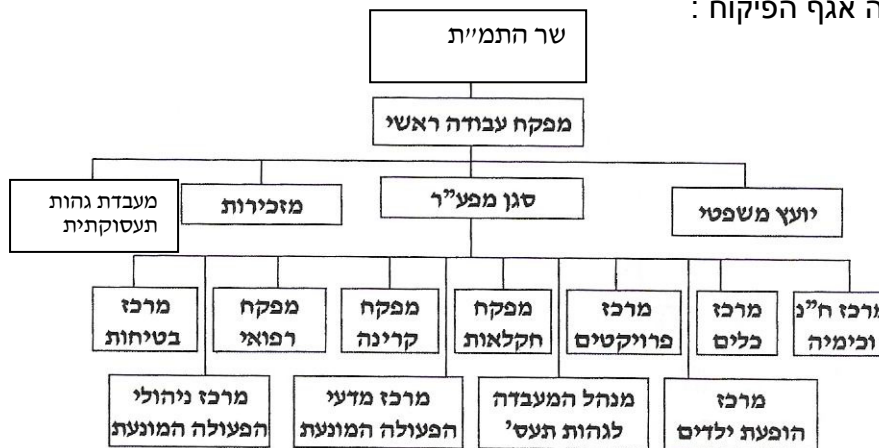 ה אגף הפיקוח :
שר התמ״ת
מפקח עבודה ראשי
יועץ משפטי
סגן מפע״ר
מזכירות
מעבדת גהות
תעסוקתית
מרכז ח״נ
וכימיה
מרכז
כלים
מרכז
פרויקטים
מפקח
חקלאות
מפקח
קרינה
מפקח
רפואי
מרכז
בטיחות
מרכז
הופעת ילדים
מנהל המעבדה
לגהות תעס'
מרכז מדעי
הפעולה המונעת
מרכז ניהולי
הפעולה המונעת